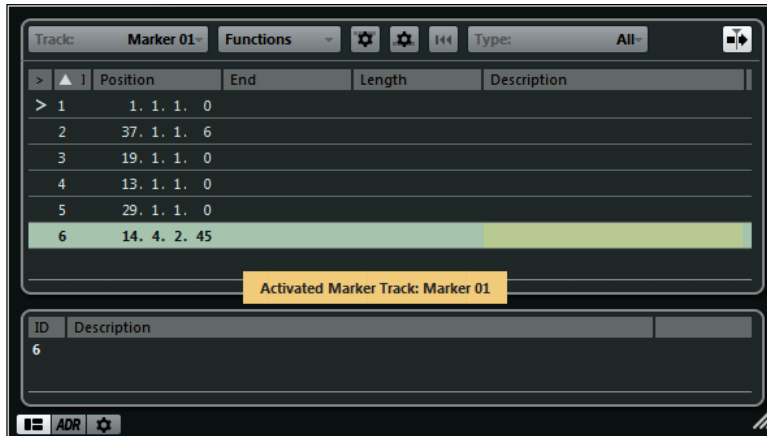 Track: Marker 01 Functions Type: All
> I Position End Length Description
> 1 1. 1. 1. 0
2 37. 1. 1. 6
3 19. 1. 1. 0
4 13. 1. 1. 0
5 29. 1. 1. 0
6 14. 4. 2. 45
Activated Marker Track: Marker 01
ID Description
6
ADR